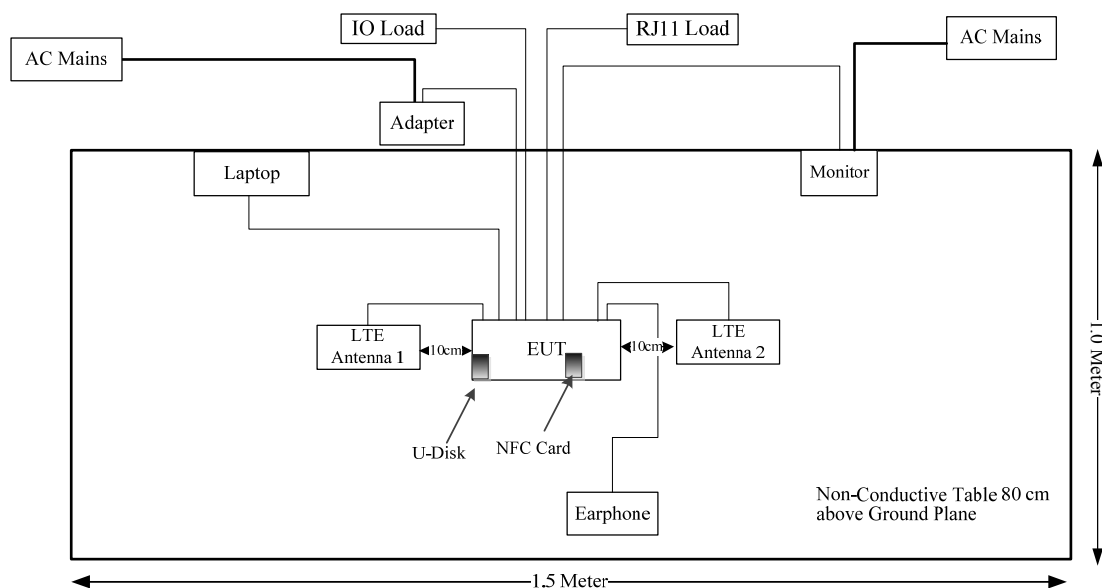 IO Load
RJ11 Load
AC Mains
AC Mains
Adapter
Laptop
Monitor
LTE
Antenna 1
10cm
EUT
10cm
LTE
Antenna 2
U-Disk
NFC Card
Earphone
Non-Conductive Table 80 cm
above Ground Plane
1.0 Meter
1.5 Meter